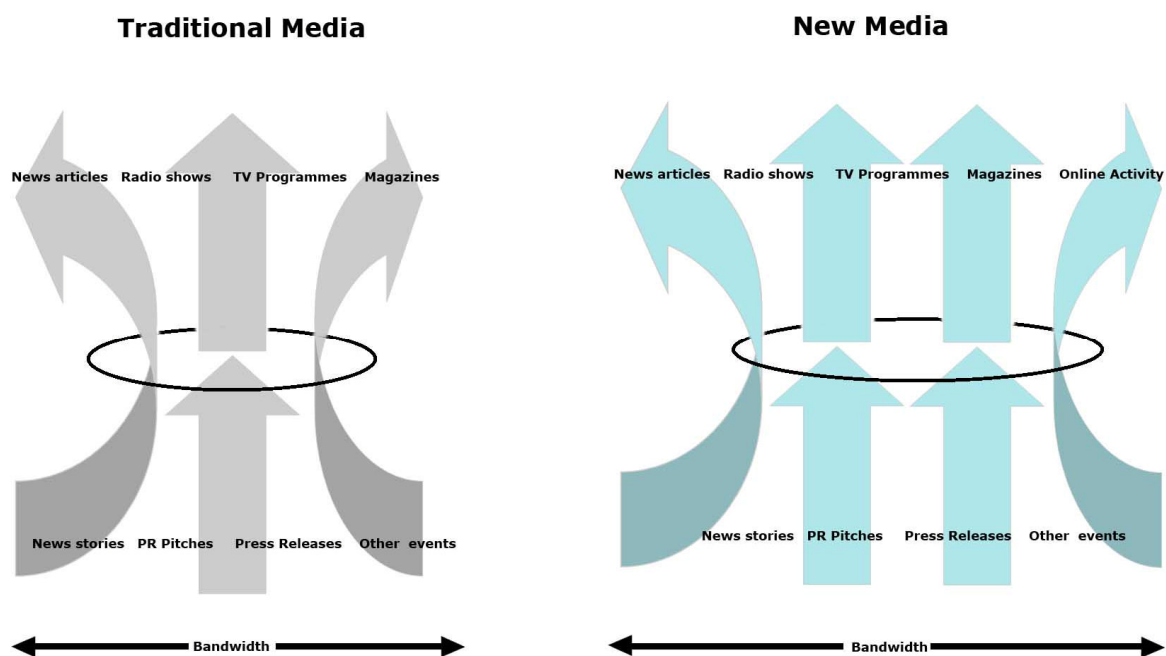 Traditional Media
News articles Radio shows TV Programmes Magazines
News stories PR Pitches Press Releases Other events
Bandwidth
New Media
News articles Radio shows TV Programmes Magazines Online Activity
News stories PR Pitches Press Releases Other events
Bandwidth